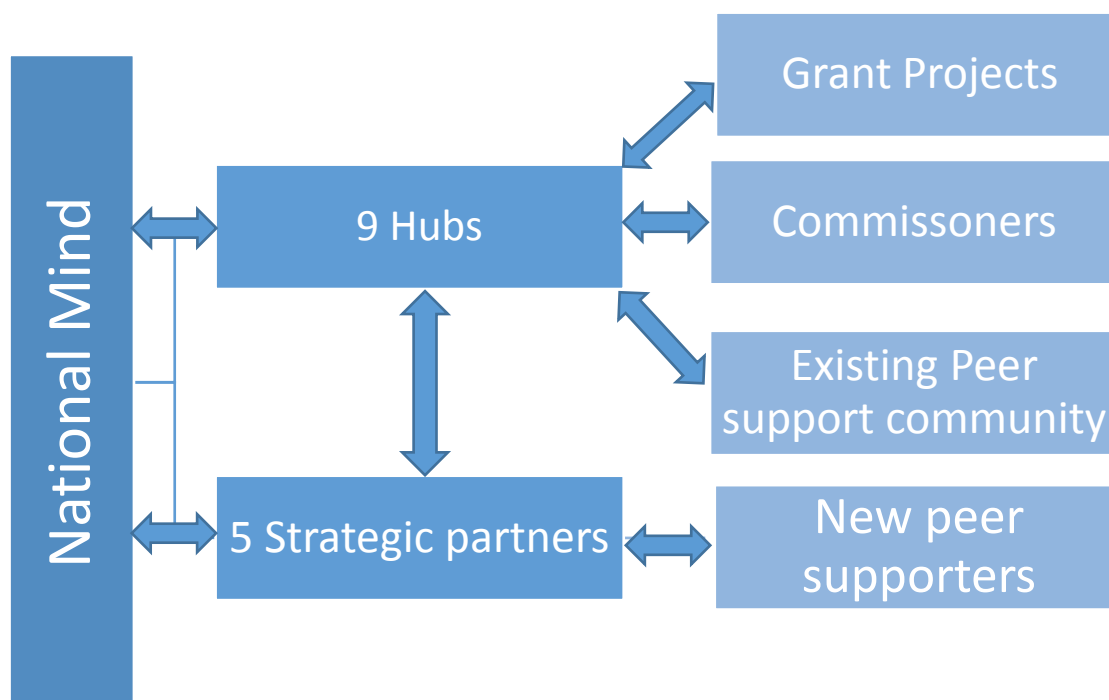 National Mind
9 Hubs
5 Strategic partners
Grant Projects
Commissoners
Existing Peer
support community
New peer
supporters